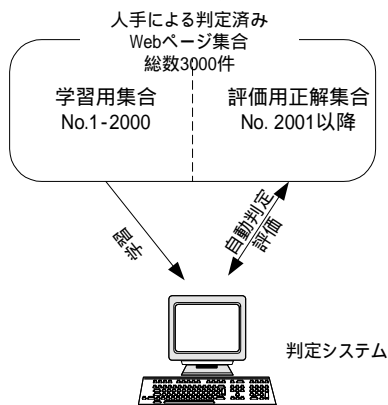 人手による判定済み
Webページ集合
総数3000件
学習用集合
No.1-2000
評価用正解集合
No. 2001以降
学習
自動判定
評価
判定システム